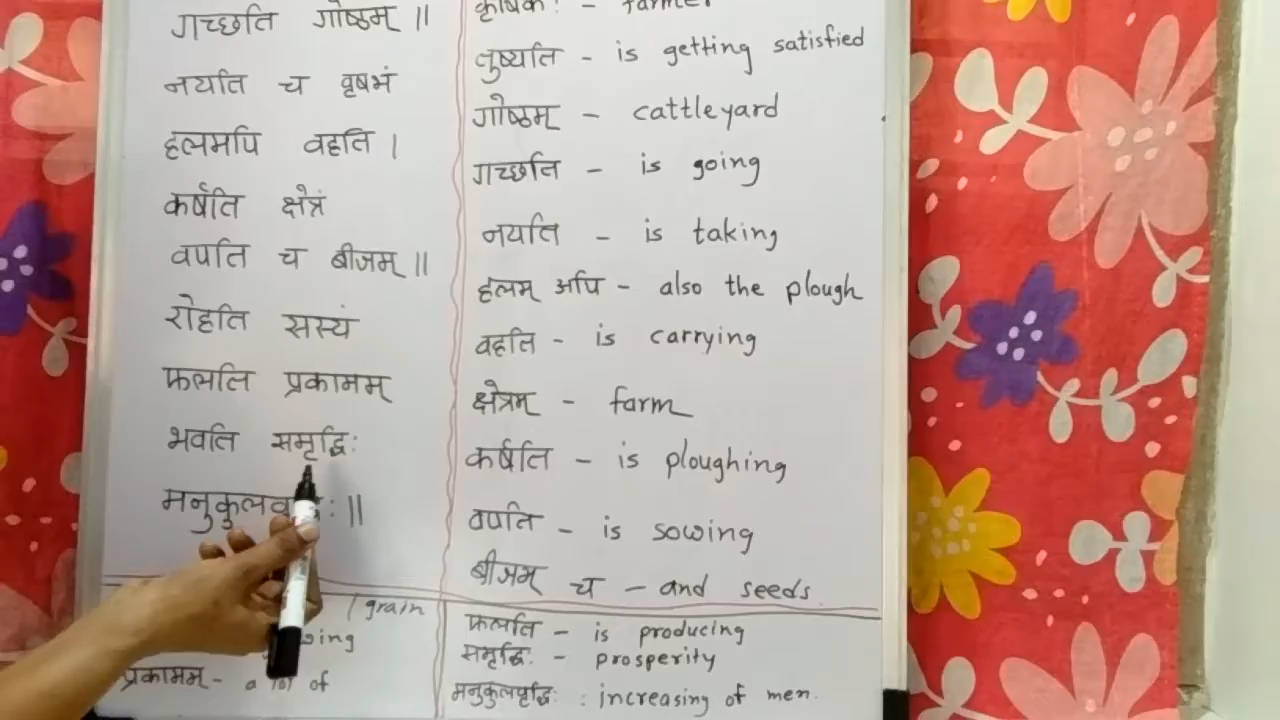 गच्छति गोष्ठम् ॥
नयति च वृषभं
हलमपि वहति ।
कर्षति क्षेत्रं
वपति च बीजम् ॥
रोहति सस्यं
फलति प्रकामम्
भवति समृद्धिः
/ grain
प्रकामम् - a lot of
कृषकः - farmer
तुष्यति - is getting satisfied
गोष्ठम् - cattleyard
गच्छति - is going
नयति - is taking
हलम् अपि - also the plough
वहति - is carrying
क्षेत्रम् - farm
कर्षति - is ploughing
वपति - is sowing
बीजम् च - and seeds
फलति - is producing
समृद्धिः - prosperity
मनुकुलवृद्धिः : increasing of men.